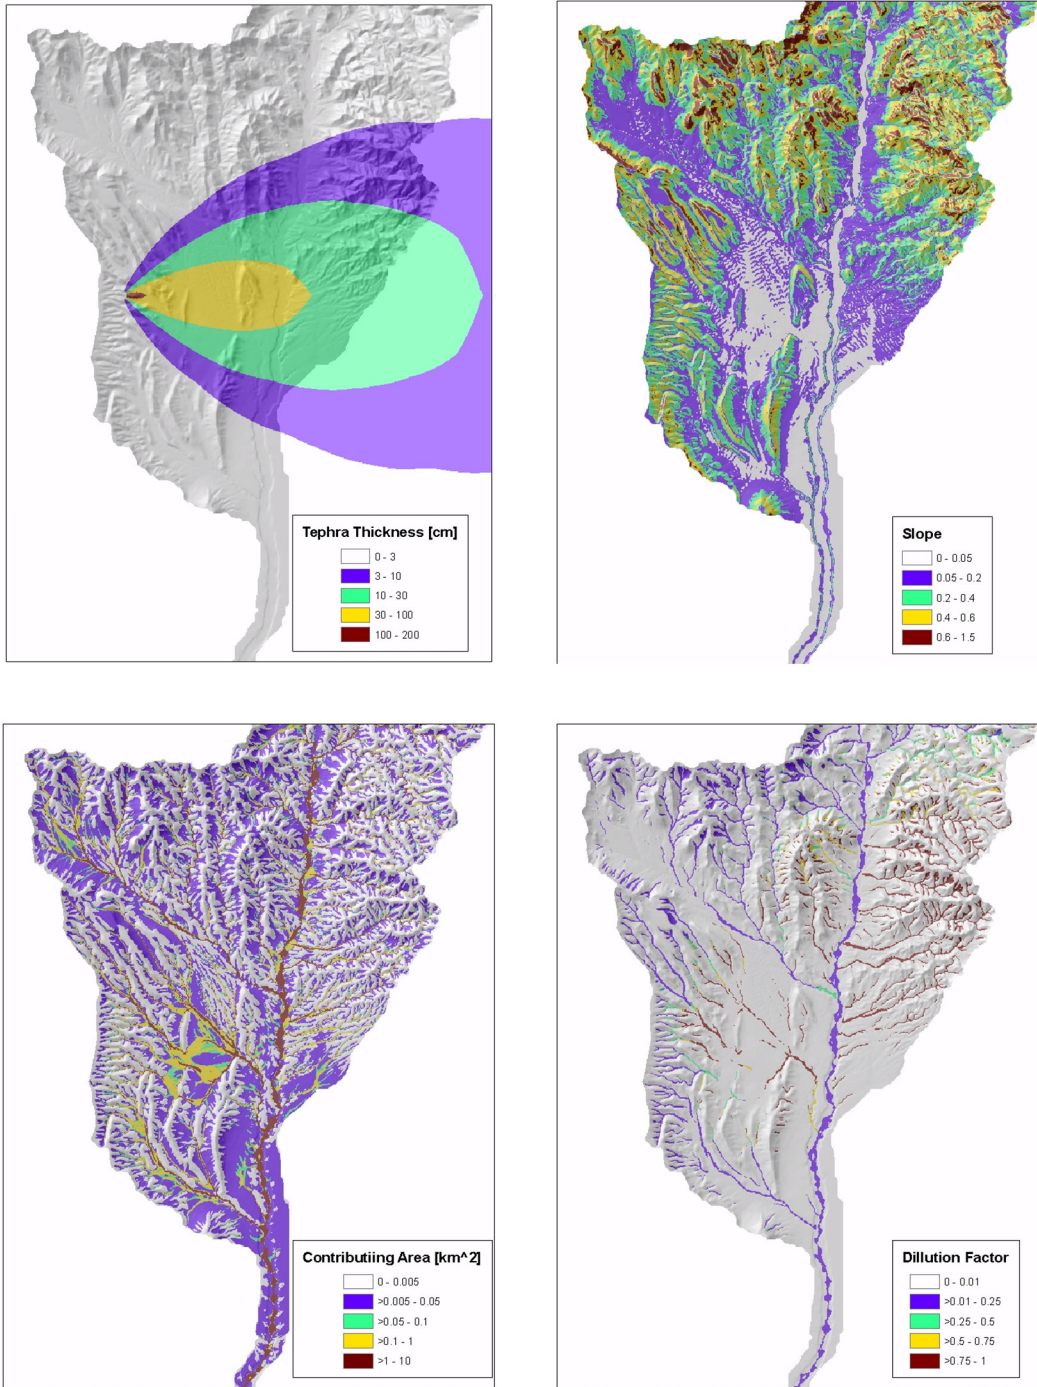 Tephra Thickness [cm]
0 - 3
3 - 10
10 - 30
30 - 100
100 - 200
Slope
0 - 0.05
0.05 - 0.2
0.2 - 0.4
0.4 - 0.6
0.6 - 1.5
Contributiing Area [km^2]
0 - 0.005
>0.005 - 0.05
>0.05 - 0.1
>0.1 - 1
>1 - 10
Dillution Factor
0 - 0.01
>0.01 - 0.25
>0.25 - 0.5
>0.5 - 0.75
>0.75 - 1